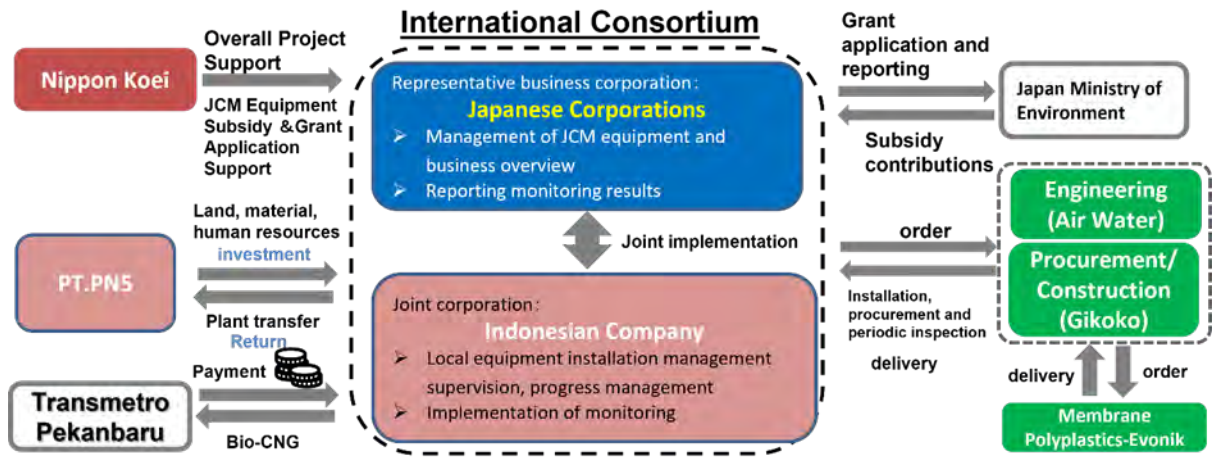 International Consortium
Nippon Koei
Overall Project
Support
JCM Equipment
Subsidy &Grant
Application
Support
Representative business corporation:
Japanese Corporations
➢ Management of JCM equipment and
business overview
➢ Reporting monitoring results
Grant
application and
reporting
Japan Ministry of
Environment
Subsidy
contributions
PT.PN5
Land, material,
human resources
investment
Plant transfer
Return
Joint implementation
order
Installation,
procurement and
periodic inspection
delivery
Engineering
(Air Water)
Procurement/
Construction
(Gikoko)
Joint corporation:
Indonesian Company
➢ Local equipment installation management
supervision, progress management
➢ Implementation of monitoring
Transmetro
Pekanbaru
Payment
Bio-CNG
delivery
order
Membrane
Polyplastics-Evonik